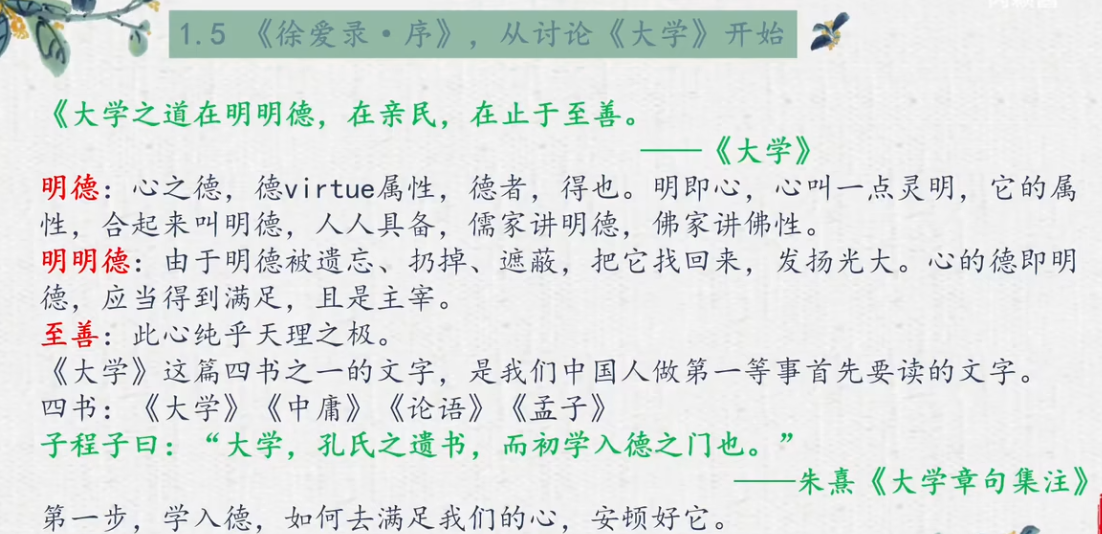 1.5 《徐爱录·序》，从讨论《大学》开始
《大学之道在明明德，在亲民，在止于至善。
——《大学》
明德：心之德，德virtue属性，德者，得也。明即心，心叫一点灵明，它的属
性，合起来叫明德，人人具备，儒家讲明德，佛家讲佛性。
明明德：由于明德被遗忘、扔掉、遮蔽，把它找回来，发扬光大。心的德即明
德，应当得到满足，且是主宰。
至善：此心纯乎天理之极。
《大学》这篇四书之一的文字，是我们中国人做第一等事首先要读的文字。
四书：《大学》《中庸》《论语》《孟子》
子程子曰：“大学，孔氏之遗书，而初学入德之门也。”
——朱熹《大学章句集注》
第一步，学入德，如何去满足我们的心，安顿好它。